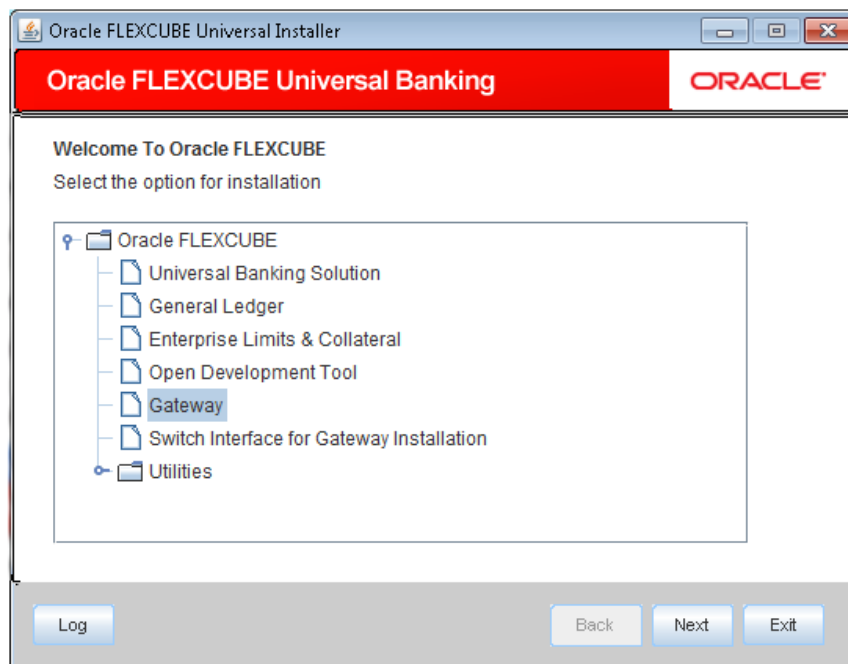 Oracle FLEXCUBE Universal Installer
Oracle FLEXCUBE Universal Banking
ORACLE
Welcome To Oracle FLEXCUBE
Select the option for installation
Oracle FLEXCUBE
Universal Banking Solution
General Ledger
Enterprise Limits & Collateral
Open Development Tool
Gateway
Switch Interface for Gateway Installation
Utilities
Log
Back
Next
Exit